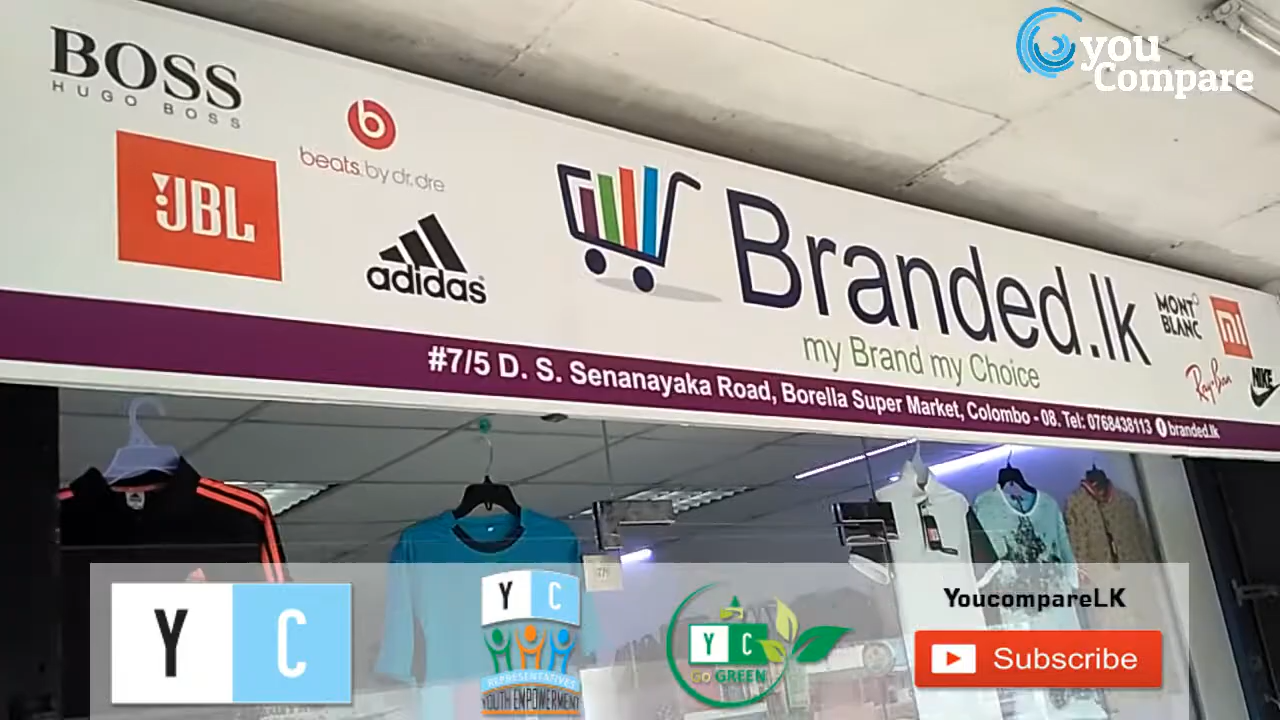 you
Compare
BOSS
HUGO BOSS
b
beats.by dr.dre
JBL
adidas
Branded.lk
my Brand my Choice
MONT
BLANC
mi
Ray-Ban
NIKE
#7/5 D. S. Senanayaka Road, Borella Super Market, Colombo - 08. Tel: 0768438113 f branded.lk
Y C
Y C
REPRESENTATIVES
YOUTH EMPOWERMENT
Y C
GO GREEN
YoucompareLK
Subscribe